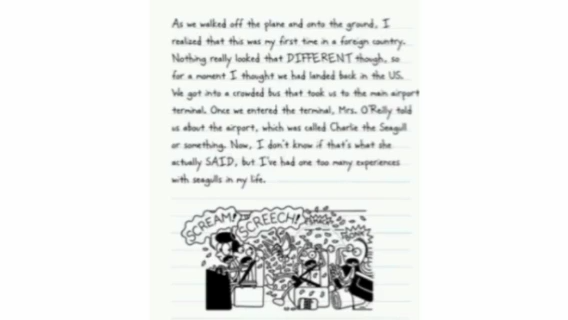 As we walked off the plane and onto the ground, I
realized that this was my first time in a foreign country.
Nothing really looked that DIFFERENT though, so
for a moment I thought we had landed back in the US.
We got into a crowded bus that took us to the main airport
terminal. Once we entered the terminal, Mrs. O'Reilly told
us about the airport, which was called Charlie the Seagull
or something. Now, I don't know if that's what she
actually SAID, but I've had one too many experiences
with seagulls in my life.
SCREAM!
SCREECH!